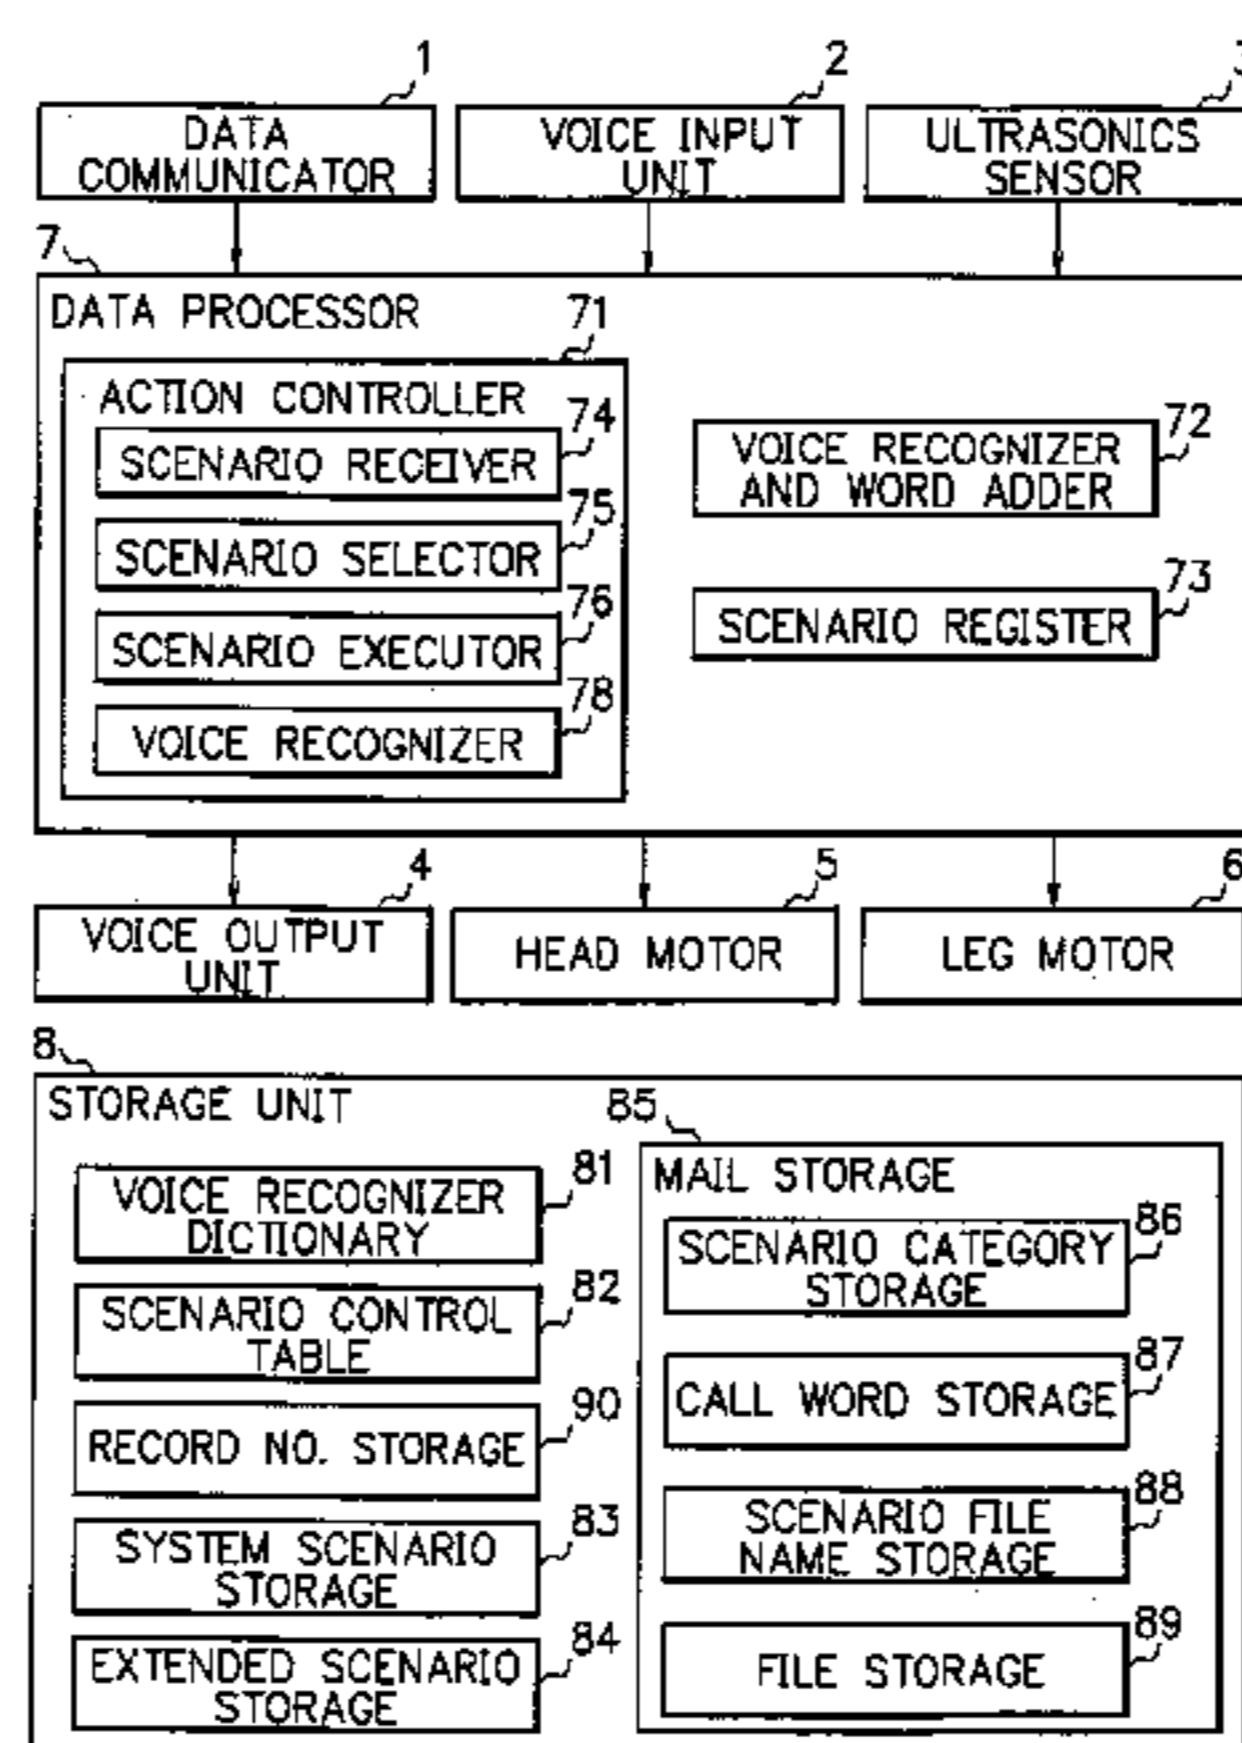 1
2
3
DATA
COMMUNICATOR
VOICE INPUT
UNIT
ULTRASONICS
SENSOR
7
DATA PROCESSOR
71
ACTION CONTROLLER
74
SCENARIO RECEIVER
75
SCENARIO SELECTOR
76
SCENARIO EXECUTOR
78
VOICE RECOGNIZER
72
VOICE RECOGNIZER
AND WORD ADDER
73
SCENARIO REGISTER
4
5
6
VOICE OUTPUT
UNIT
HEAD MOTOR
LEG MOTOR
8
STORAGE UNIT
81
VOICE RECOGNIZER
DICTIONARY
82
SCENARIO CONTROL
TABLE
90
RECORD NO. STORAGE
83
SYSTEM SCENARIO
STORAGE
84
EXTENDED SCENARIO
STORAGE
85
MAIL STORAGE
86
SCENARIO CATEGORY
STORAGE
87
CALL WORD STORAGE
88
SCENARIO FILE
NAME STORAGE
89
FILE STORAGE